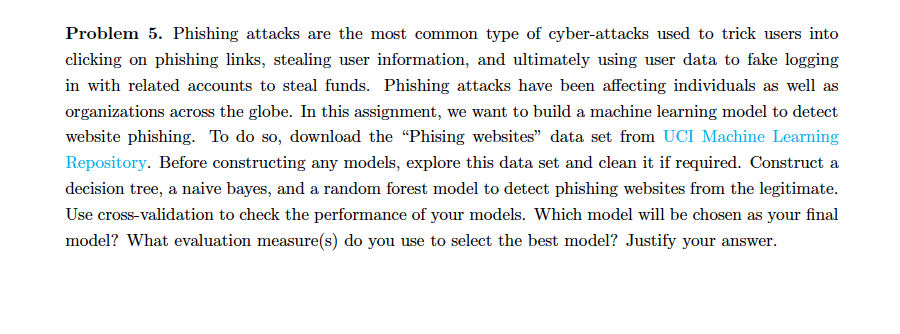 Problem 5. Phishing attacks are the most common type of cyber-attacks used to trick users into
clicking on phishing links, stealing user information, and ultimately using user data to fake logging
in with related accounts to steal funds. Phishing attacks have been affecting individuals as well as
organizations across the globe. In this assignment, we want to build a machine learning model to detect
website phishing. To do so, download the “Phising websites” data set from UCI Machine Learning
Repository. Before constructing any models, explore this data set and clean it if required. Construct a
decision tree, a naive bayes, and a random forest model to detect phishing websites from the legitimate.
Use cross-validation to check the performance of your models. Which model will be chosen as your final
model? What evaluation measure(s) do you use to select the best model? Justify your answer.